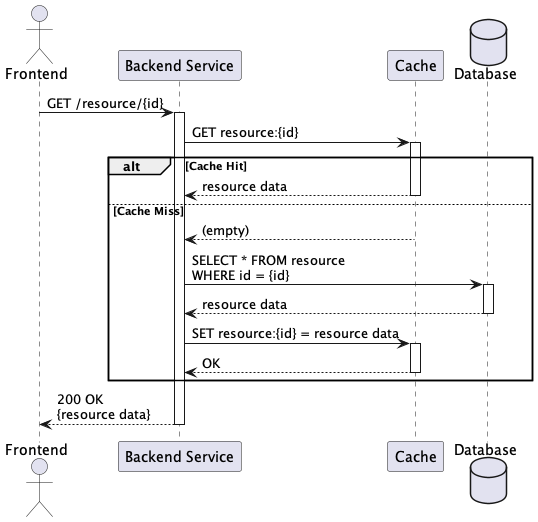 Frontend
Backend Service
Cache
Database
GET /resource/{id}
GET resource:{id}
alt
[Cache Hit]
resource data
[Cache Miss]
(empty)
SELECT * FROM resource
WHERE id = {id}
resource data
SET resource:{id} = resource data
OK
200 OK
{resource data}
Frontend
Backend Service
Cache
Database